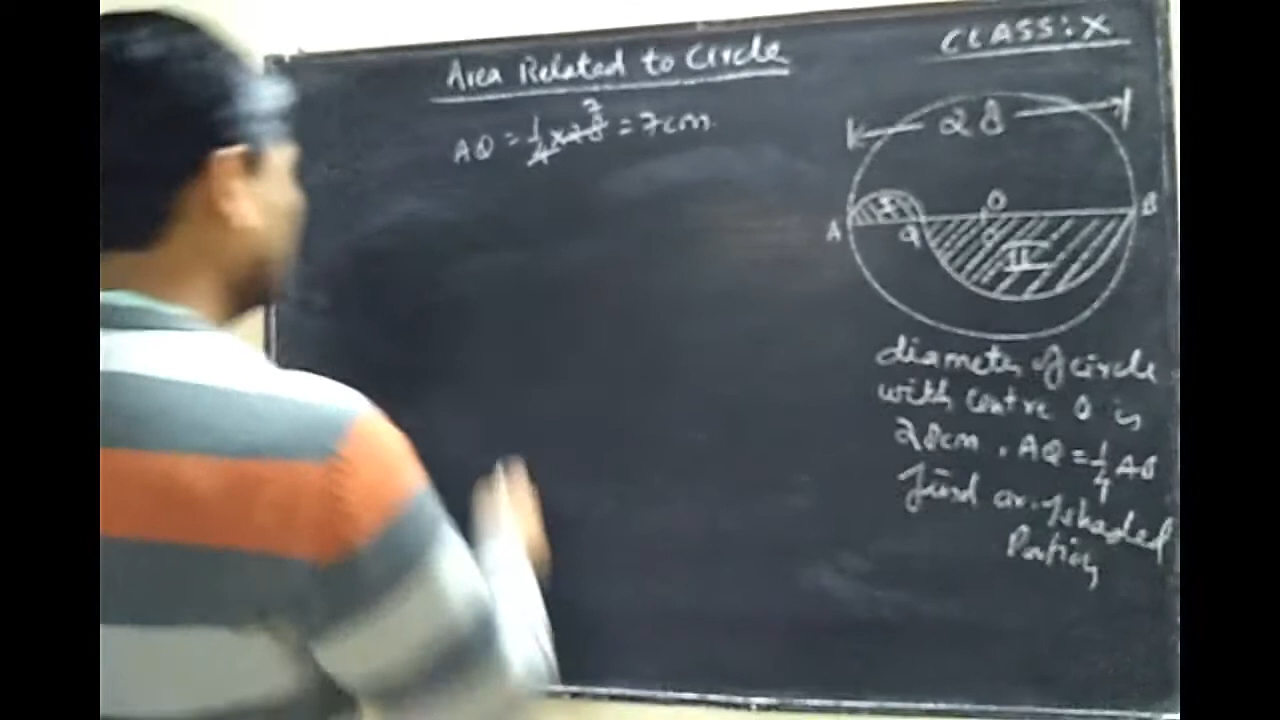 Area Related to Circle
CLASS: X
AQ = 1/4 × 28 7 = 7cm.
28
I
O
A
Q
B
II
diameter of circle
with centre O is
28cm, AQ = 1/4 AB
find ar. of shaded
Portion